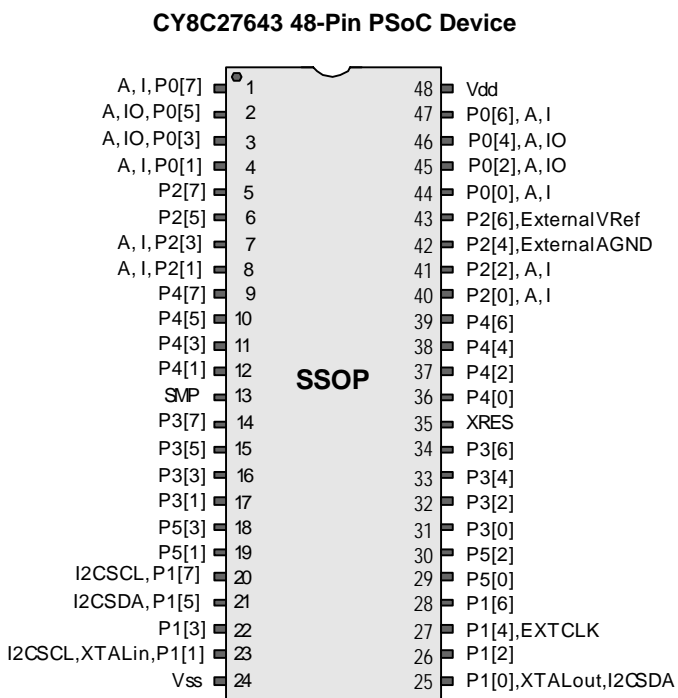 CY8C27643 48-Pin PSoC Device
A, I, P0[7] 1 48 Vdd
A, IO, P0[5] 2 47 P0[6], A, I
A, IO, P0[3] 3 46 P0[4], A, IO
A, I, P0[1] 4 45 P0[2], A, IO
P2[7] 5 44 P0[0], A, I
P2[5] 6 43 P2[6], External VRef
A, I, P2[3] 7 42 P2[4], External AGND
A, I, P2[1] 8 41 P2[2], A, I
P4[7] 9 40 P2[0], A, I
P4[5] 10 39 P4[6]
P4[3] 11 38 P4[4]
P4[1] 12 37 P4[2]
SSOP
SMP 13 36 P4[0]
P3[7] 14 35 XRES
P3[5] 15 34 P3[6]
P3[3] 16 33 P3[4]
P3[1] 17 32 P3[2]
P5[3] 18 31 P3[0]
P5[1] 19 30 P5[2]
I2CSCL, P1[7] 20 29 P5[0]
I2CSDA, P1[5] 21 28 P1[6]
P1[3] 22 27 P1[4], EXTCLK
I2CSCL, XTALin, P1[1] 23 26 P1[2]
Vss 24 25 P1[0], XTALout, I2CSDA